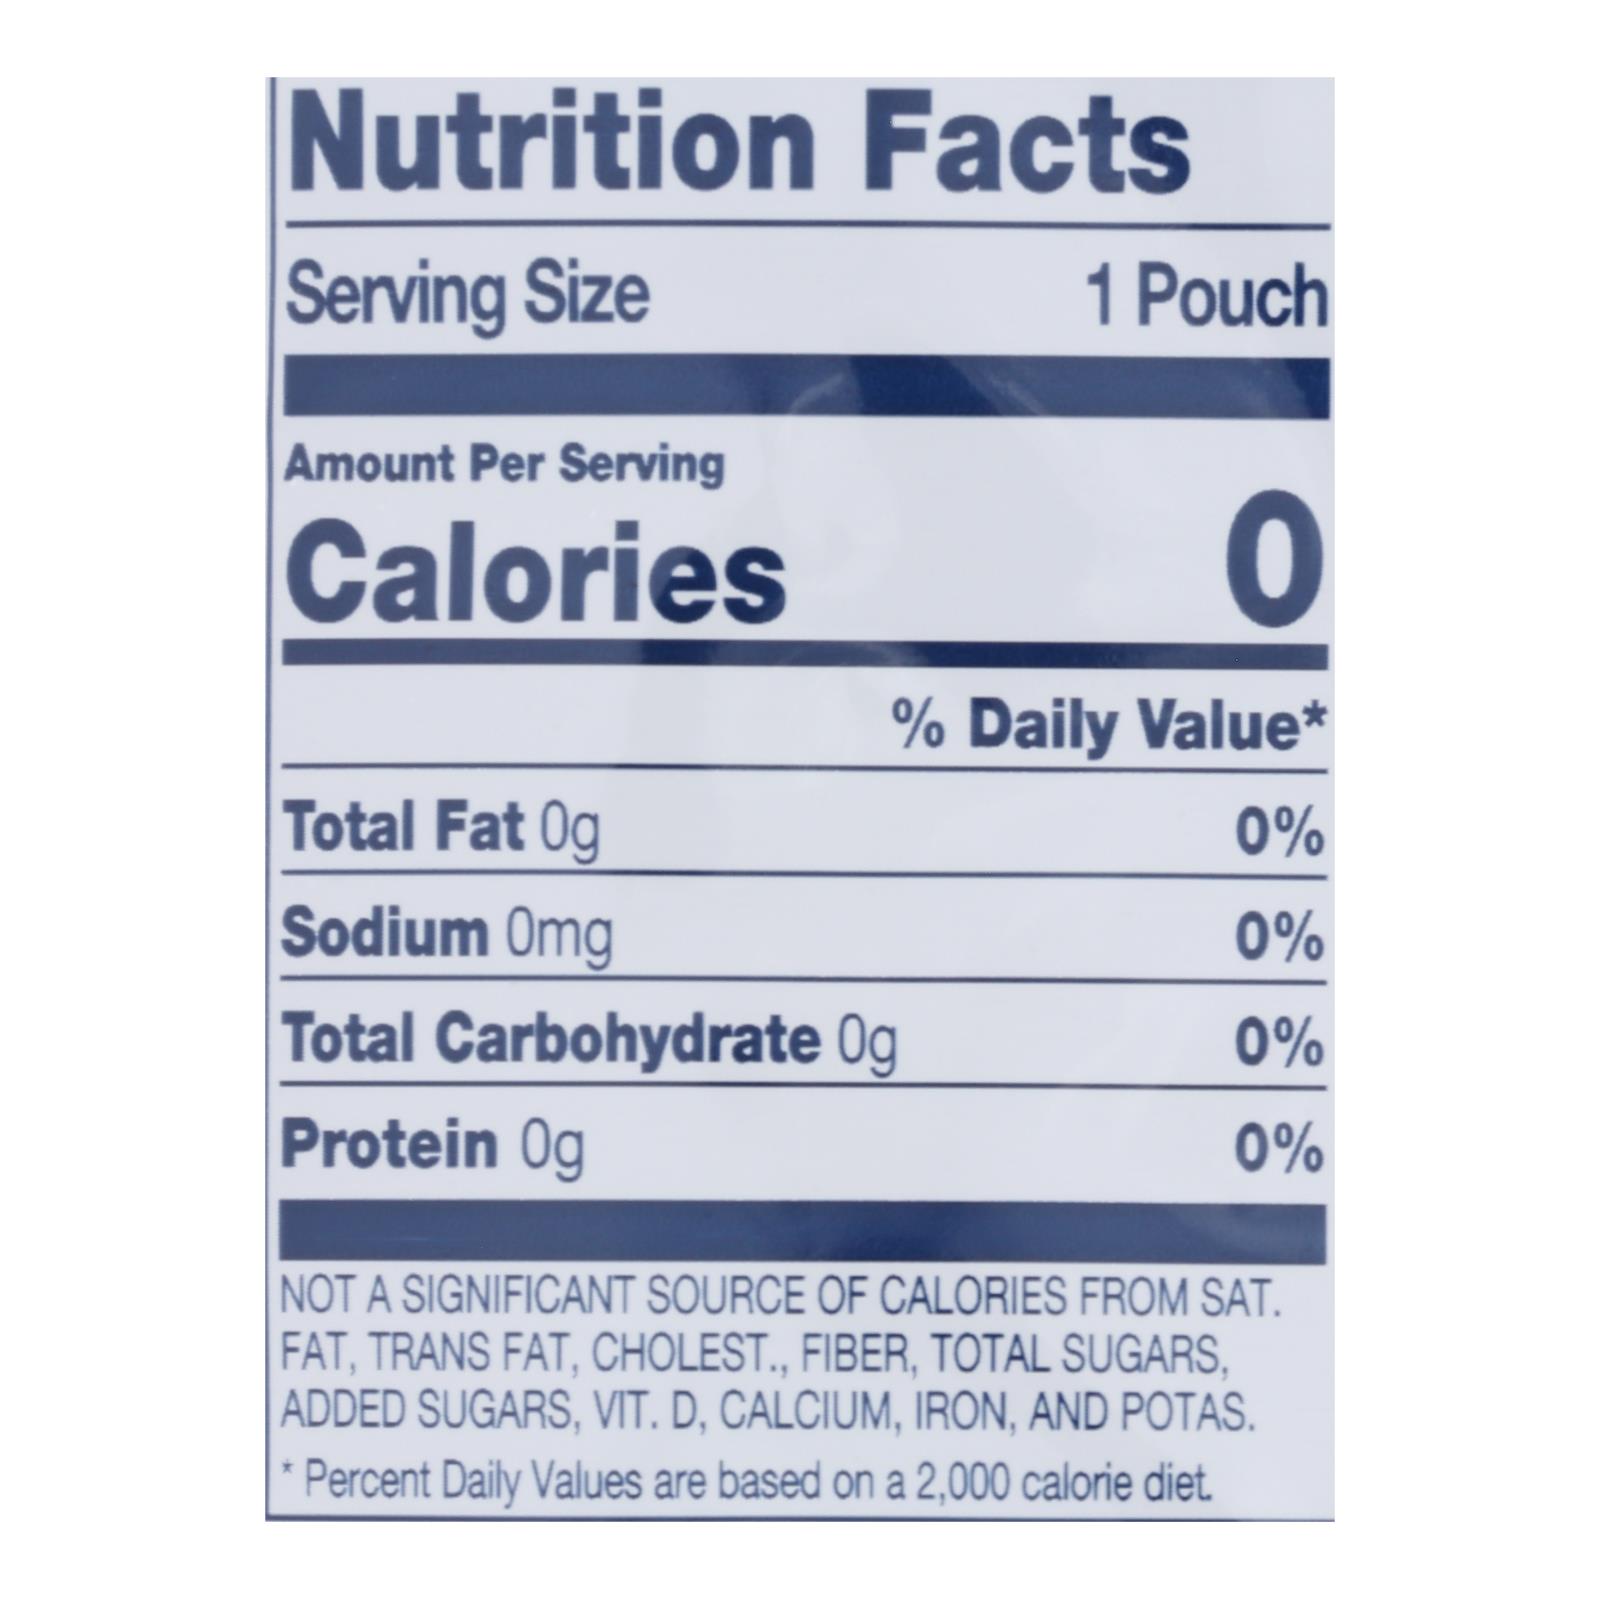 Nutrition Facts
Serving Size 1 Pouch
Amount Per Serving
Calories 0
% Daily Value*
Total Fat 0g 0%
Sodium 0mg 0%
Total Carbohydrate 0g 0%
Protein 0g 0%
NOT A SIGNIFICANT SOURCE OF CALORIES FROM SAT.
FAT, TRANS FAT, CHOLEST., FIBER, TOTAL SUGARS,
ADDED SUGARS, VIT. D, CALCIUM, IRON, AND POTAS.
* Percent Daily Values are based on a 2,000 calorie diet.